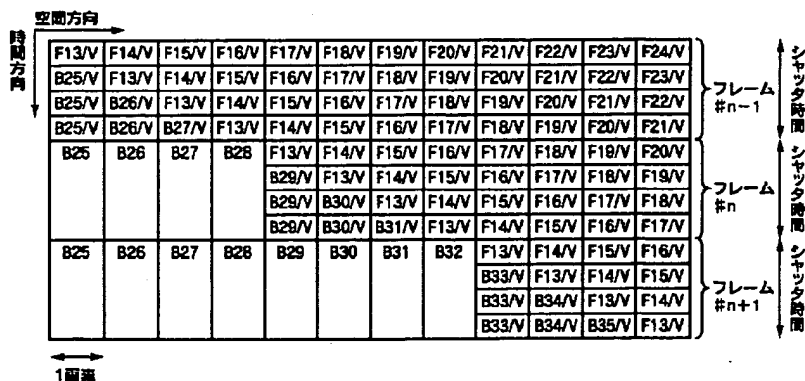 空間方向
時間方向
F13/V F14/V F15/V F16/V F17/V F18/V F19/V F20/V F21/V F22/V F23/V F24/V
B25/V F13/V F14/V F15/V F16/V F17/V F18/V F19/V F20/V F21/V F22/V F23/V
B25/V B26/V F13/V F14/V F15/V F16/V F17/V F18/V F19/V F20/V F21/V F22/V
B25/V B26/V B27/V F13/V F14/V F15/V F16/V F17/V F18/V F19/V F20/V F21/V
フレーム
#n-1
シャッタ時間
B25 B26 B27 B28 F13/V F14/V F15/V F16/V F17/V F18/V F19/V F20/V
B29/V F13/V F14/V F15/V F16/V F17/V F18/V F19/V
B29/V B30/V F13/V F14/V F15/V F16/V F17/V F18/V
B29/V B30/V B31/V F13/V F14/V F15/V F16/V F17/V
フレーム
#n
シャッタ時間
B25 B26 B27 B28 B29 B30 B31 B32 F13/V F14/V F15/V F16/V
B33/V F13/V F14/V F15/V
B33/V B34/V F13/V F14/V
B33/V B34/V B35/V F13/V
フレーム
#n+1
シャッタ時間
1画素